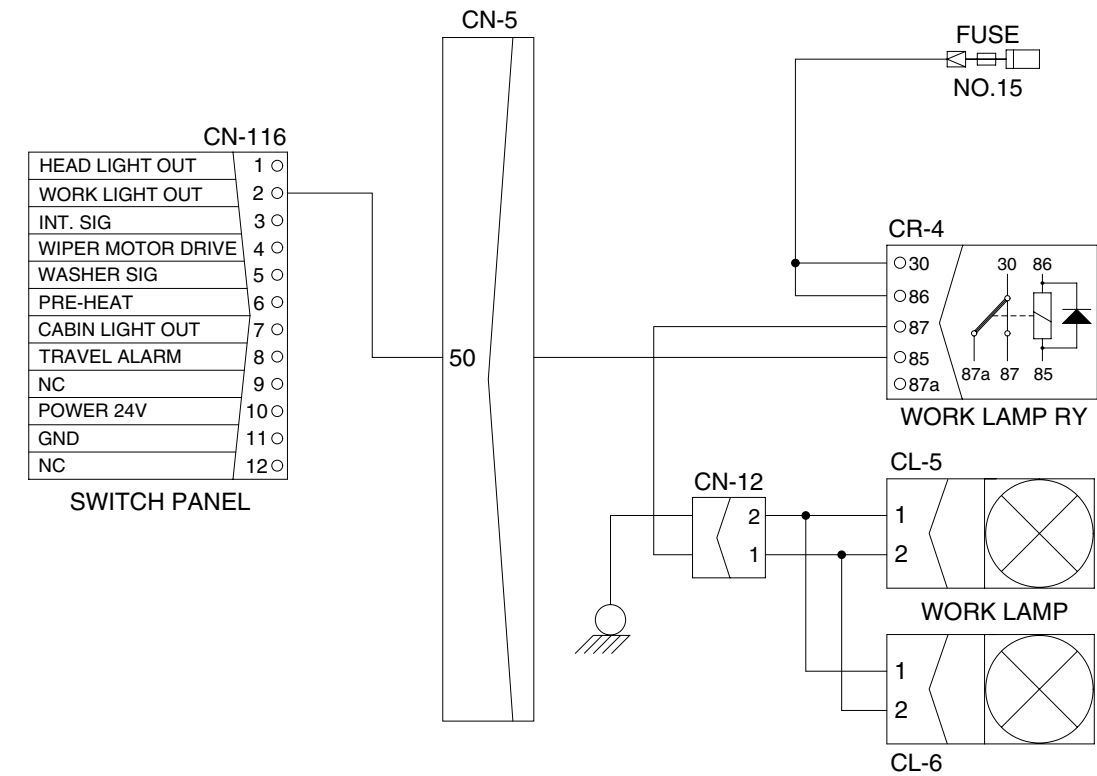 CN-5
FUSE
NO.15
CN-116
HEAD LIGHT OUT 1
WORK LIGHT OUT 2
INT. SIG 3
WIPER MOTOR DRIVE 4
WASHER SIG 5
PRE-HEAT 6
CABIN LIGHT OUT 7
TRAVEL ALARM 8
NC 9
POWER 24V 10
GND 11
NC 12
SWITCH PANEL
50
CR-4
30
86
87
85
87a
30 86
87a 87 85
WORK LAMP RY
CN-12
2
1
CL-5
1
2
WORK LAMP
1
2
CL-6